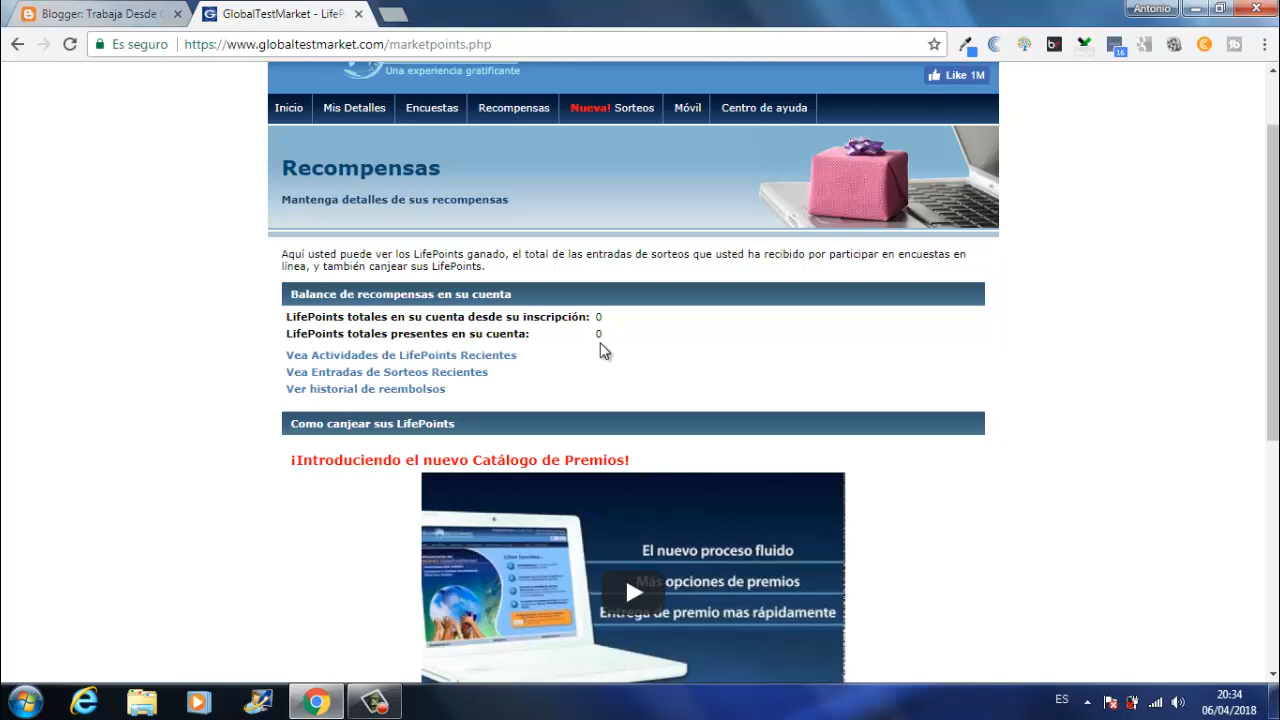 Blogger: Trabaja Desde C
GlobalTestMarket - LifeP
Antonio
Es seguro
https://www.globaltestmarket.com/marketpoints.php
16
Una experiencia gratificante
Like 1M
Inicio
Mis Detalles
Encuestas
Recompensas
Nueva! Sorteos
Móvil
Centro de ayuda
Recompensas
Mantenga detalles de sus recompensas
Aquí usted puede ver los LifePoints ganado, el total de las entradas de sorteos que usted ha recibido por participar en encuestas en
línea, y también canjear sus LifePoints.
Balance de recompensas en su cuenta
LifePoints totales en su cuenta desde su inscripción: 0
LifePoints totales presentes en su cuenta: 0
Vea Actividades de LifePoints Recientes
Vea Entradas de Sorteos Recientes
Ver historial de reembolsos
Como canjear sus LifePoints
¡Introduciendo el nuevo Catálogo de Premios!
El nuevo proceso fluido
Más opciones de premios
Entrega de premio mas rápidamente
ES
20:34
06/04/2018